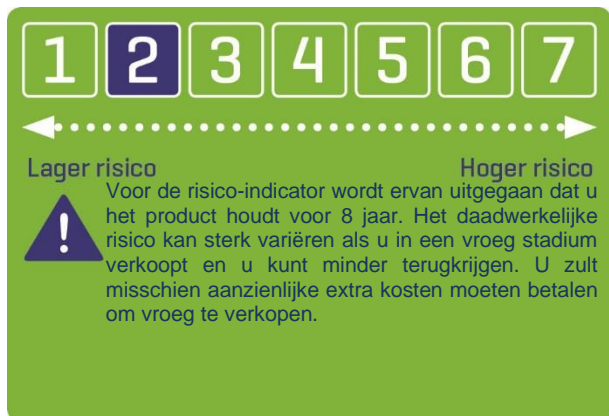 1 2 3 4 5 6 7
Lager risico Hoger risico
Voor de risico-indicator wordt ervan uitgegaan dat u
het product houdt voor 8 jaar. Het daadwerkelijke
risico kan sterk variëren als u in een vroeg stadium
verkoopt en u kunt minder terugkrijgen. U zult
misschien aanzienlijke extra kosten moeten betalen
om vroeg te verkopen.